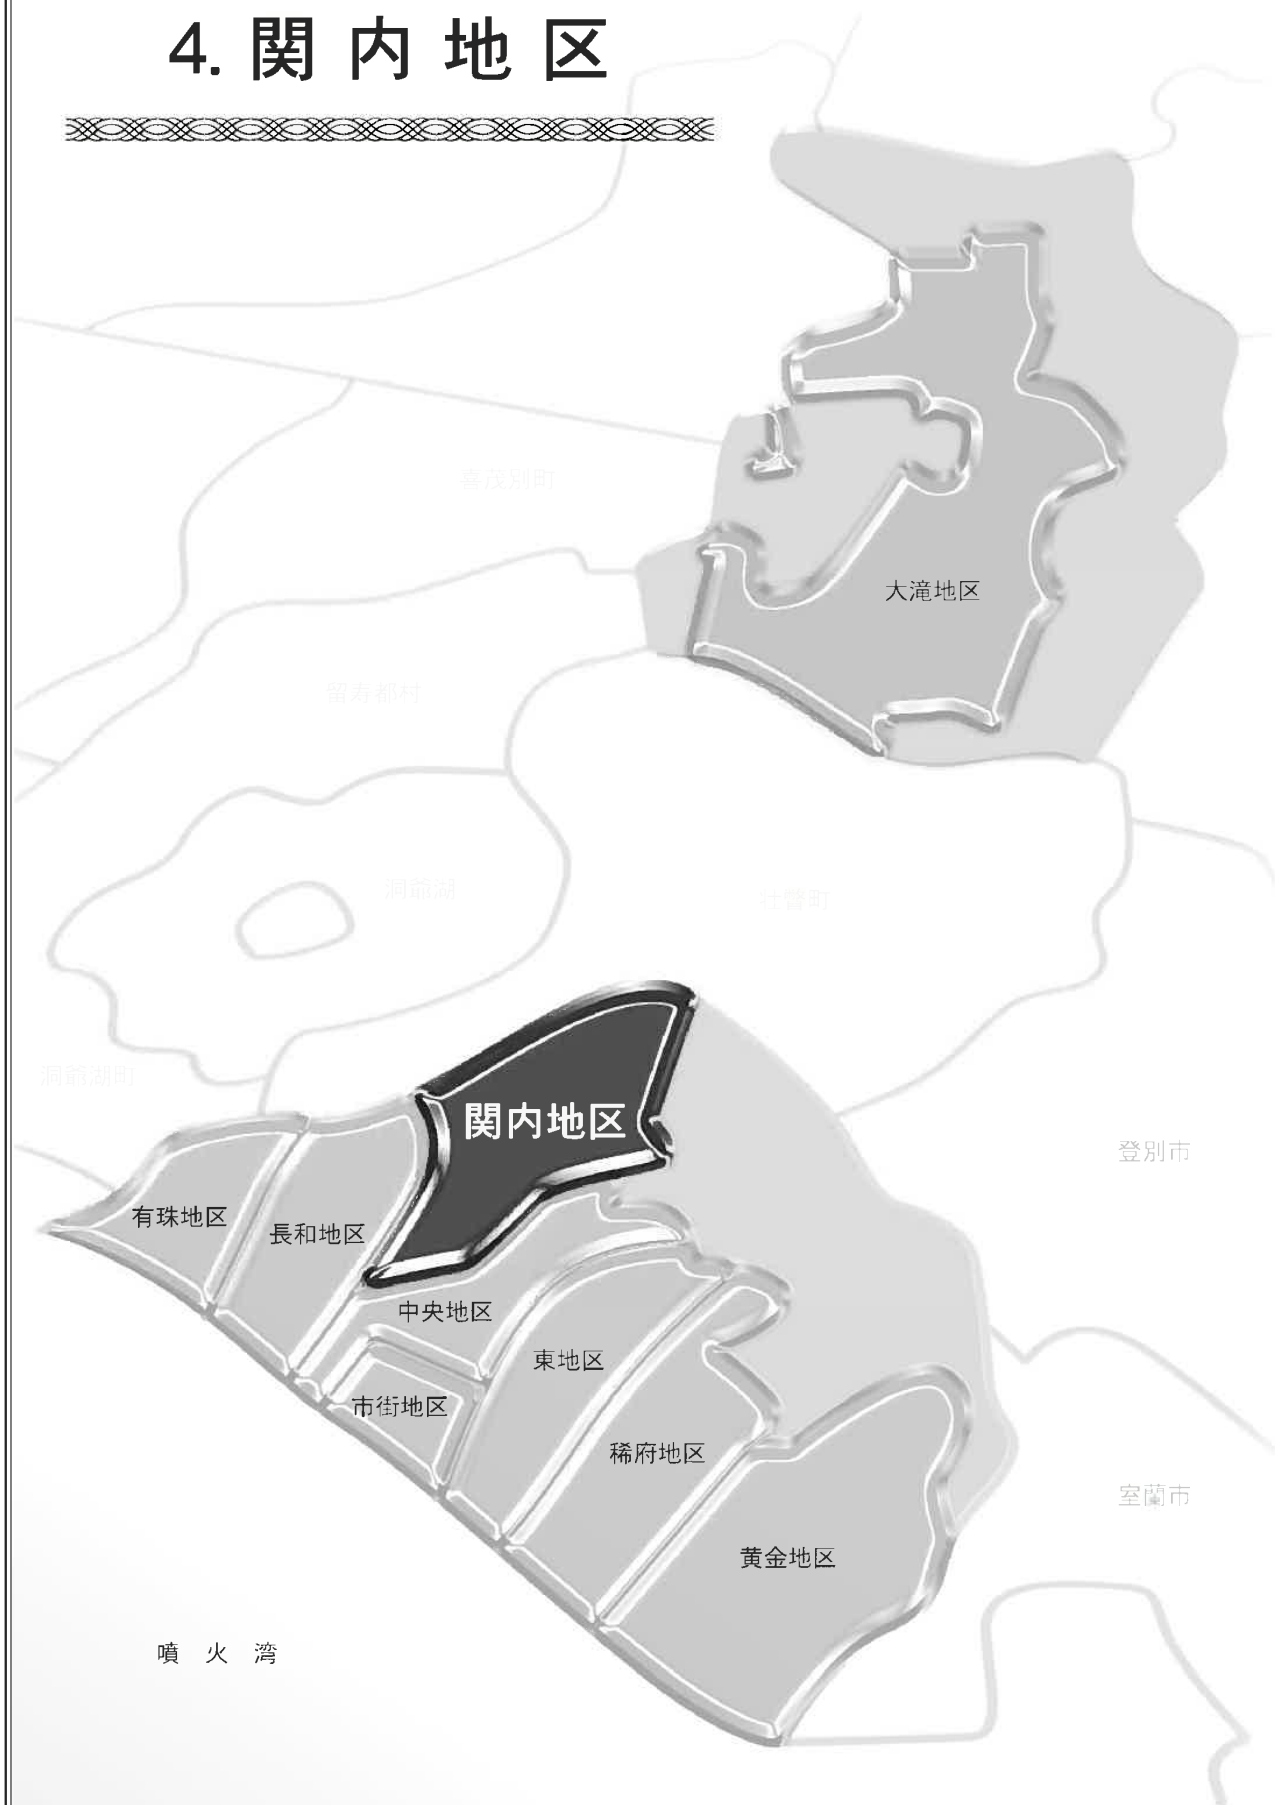 4. 関内地区
喜茂別町
大滝地区
留寿都村
洞爺湖
壮瞥町
洞爺湖町
関内地区
登別市
有珠地区
長和地区
中央地区
東地区
市街地区
稀府地区
室蘭市
黄金地区
噴火湾